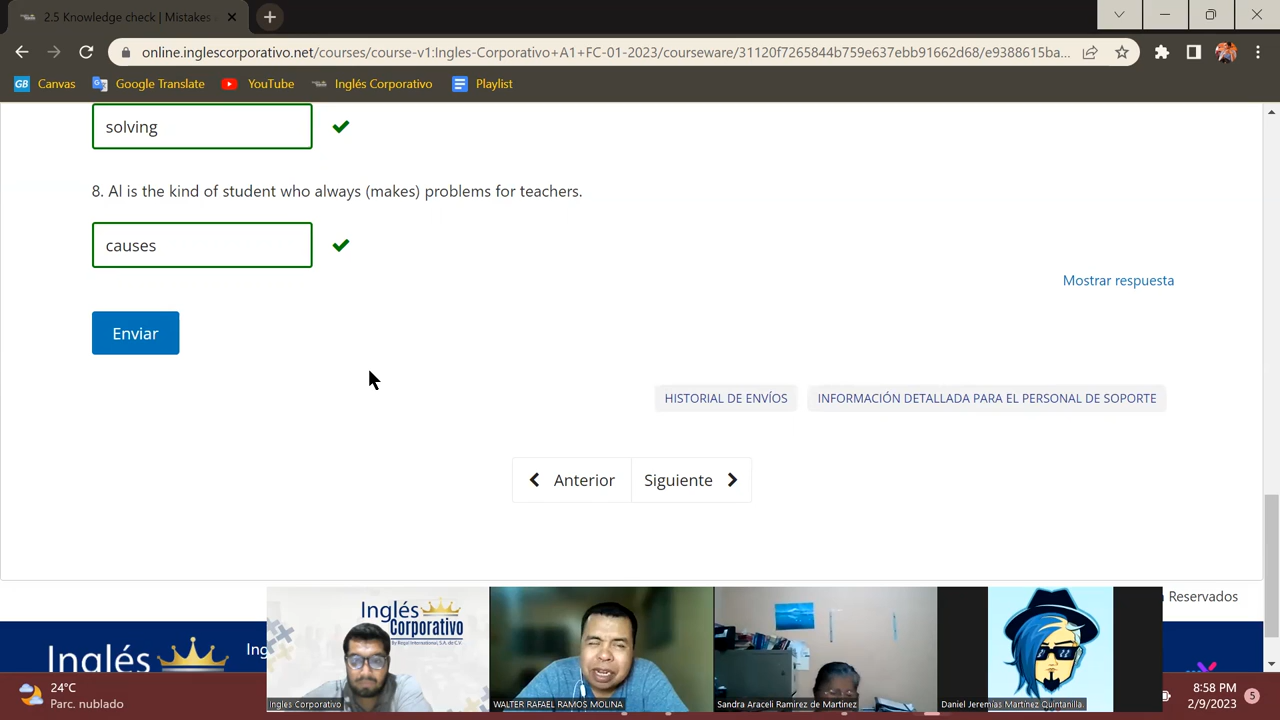 2.5 Knowledge check | Mistakes
online.inglescorporativo.net/courses/course-v1:Ingles-Corporativo+A1+FC-01-2023/courseware/31120f7265844b759e637ebb91662d68/e9388615ba...
GB Canvas Google Translate YouTube Inglés Corporativo Playlist
solving
8. Al is the kind of student who always (makes) problems for teachers.
causes
Mostrar respuesta
Enviar
HISTORIAL DE ENVÍOS INFORMACIÓN DETALLADA PARA EL PERSONAL DE SOPORTE
Anterior Siguiente
Reservados
Inglés
Ing
Inglés
Corporativo
Ingles Corporativo
WALTER RAFAEL RAMOS MOLINA
Sandra Araceli Ramirez de Martinez
Daniel Jeremias Martinez Quintanilla.
24°C
Parc. nublado
8:58 PM
2/9/2023
5